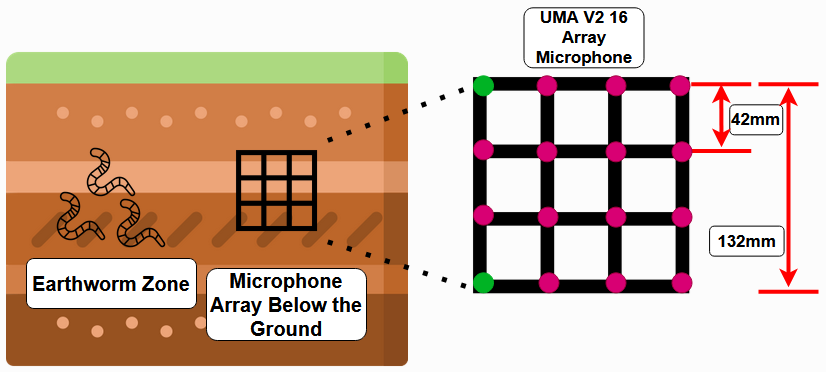 UMA V2 16
Array
Microphone
42mm
132mm
Earthworm Zone
Microphone
Array Below the
Ground